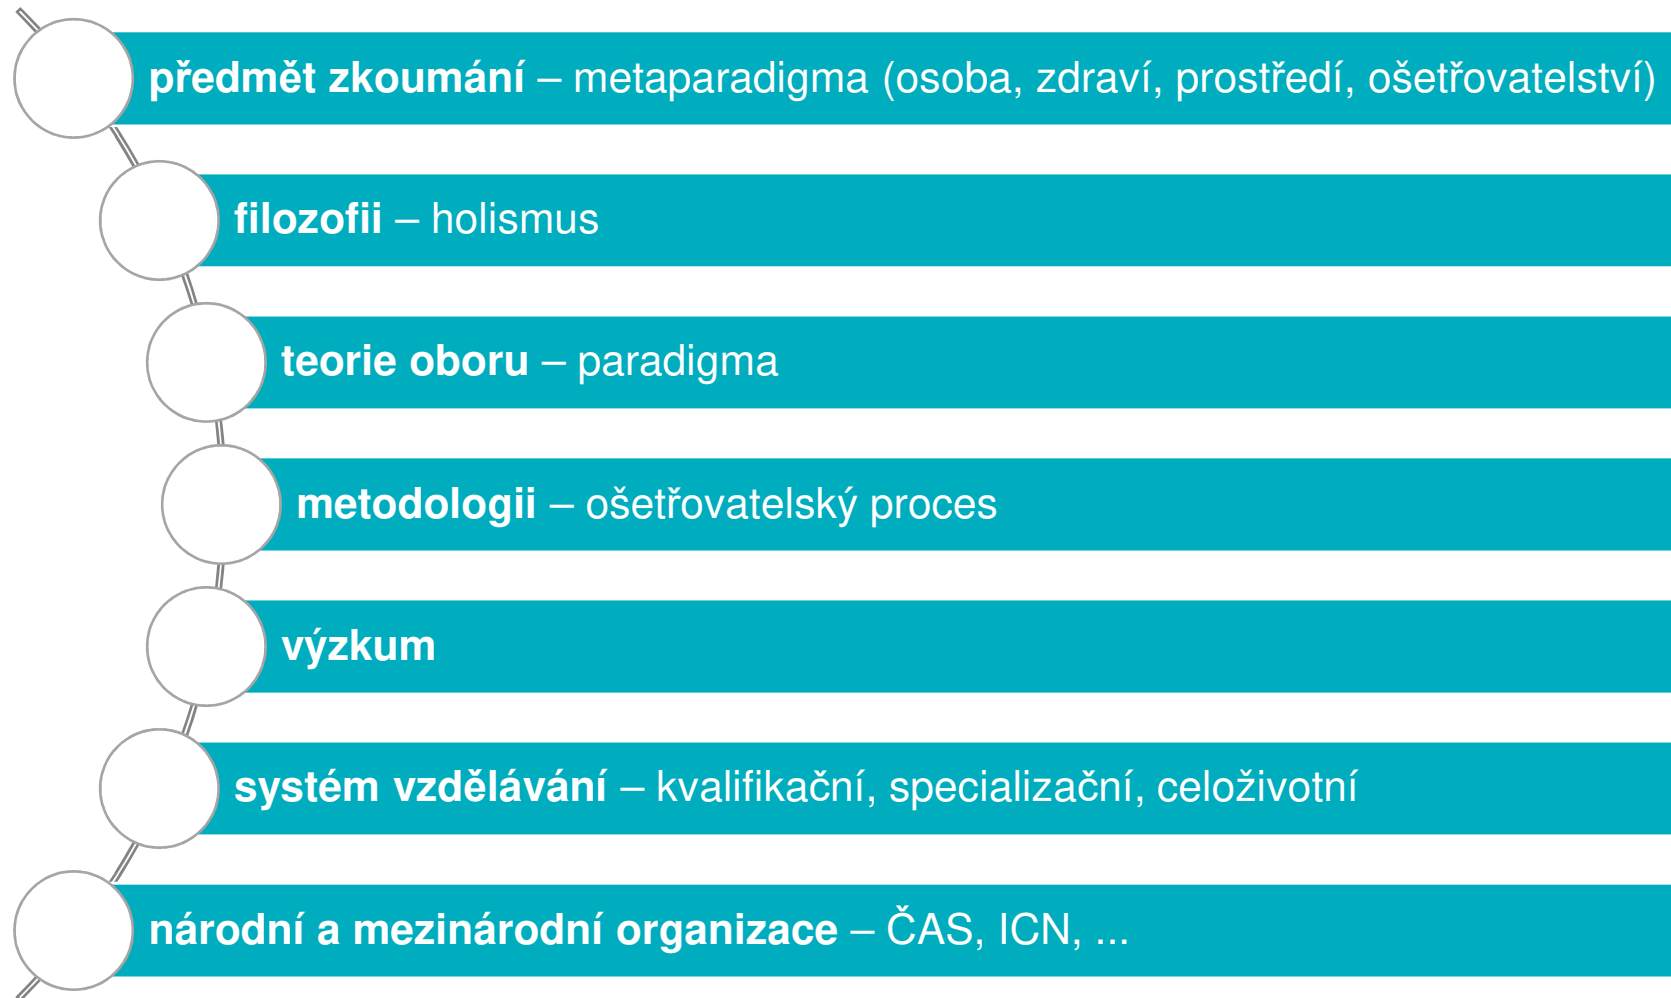 předmět zkoumání – metaparadigma (osoba, zdraví, prostředí, ošetřovatelství)
filozofii – holismus
teorie oboru – paradigma
metodologii – ošetřovatelský proces
výzkum
systém vzdělávání – kvalifikační, specializační, celoživotní
národní a mezinárodní organizace – ČAS, ICN, ...